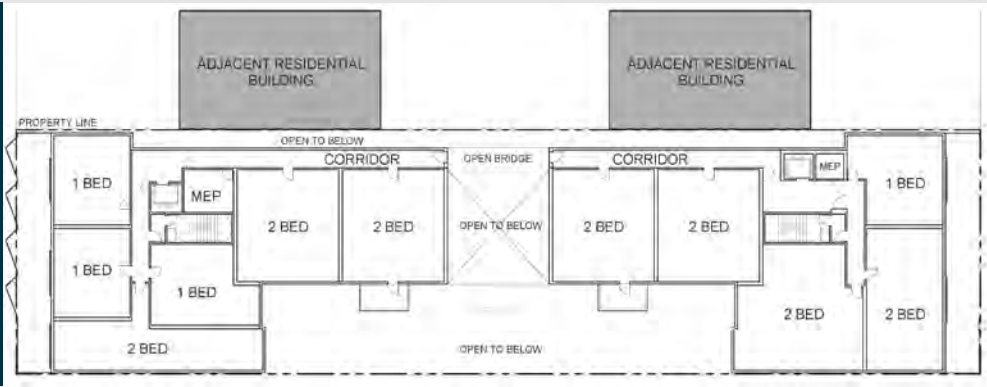 ADJACENT RESIDENTIAL
BUILDING
ADJACENT RESIDENTIAL
BUILDING
PROPERTY LINE
OPEN TO BELOW
CORRIDOR
OPEN BRIDGE
CORRIDOR
MEP
1 BED
MEP
1 BED
2 BED
2 BED
OPEN TO BELOW
2 BED
2 BED
1 BED
1 BED
2 BED
2 BED
2 BED
OPEN TO BELOW